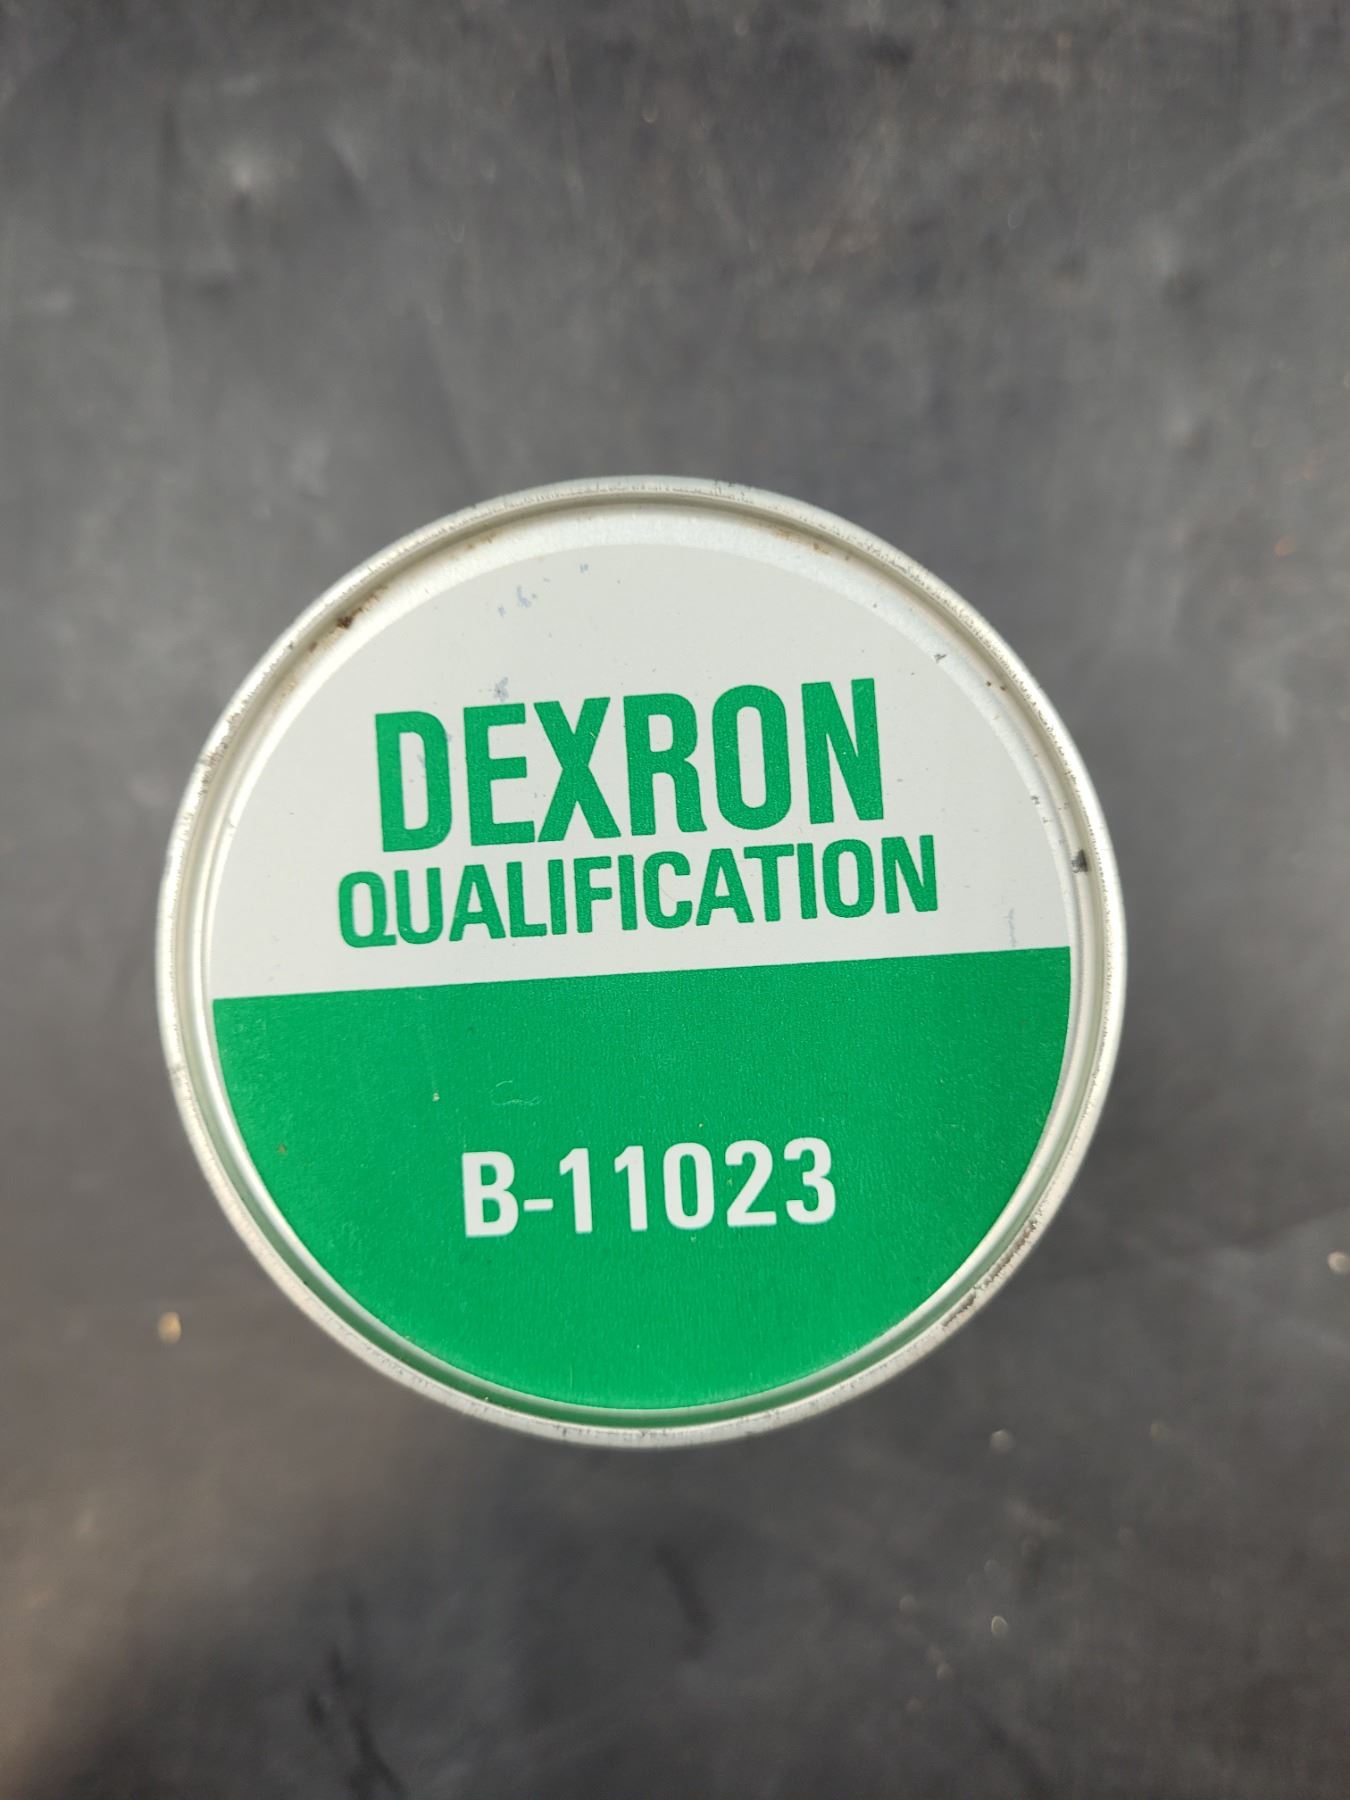 DEXRON
QUALIFICATION
B-11023